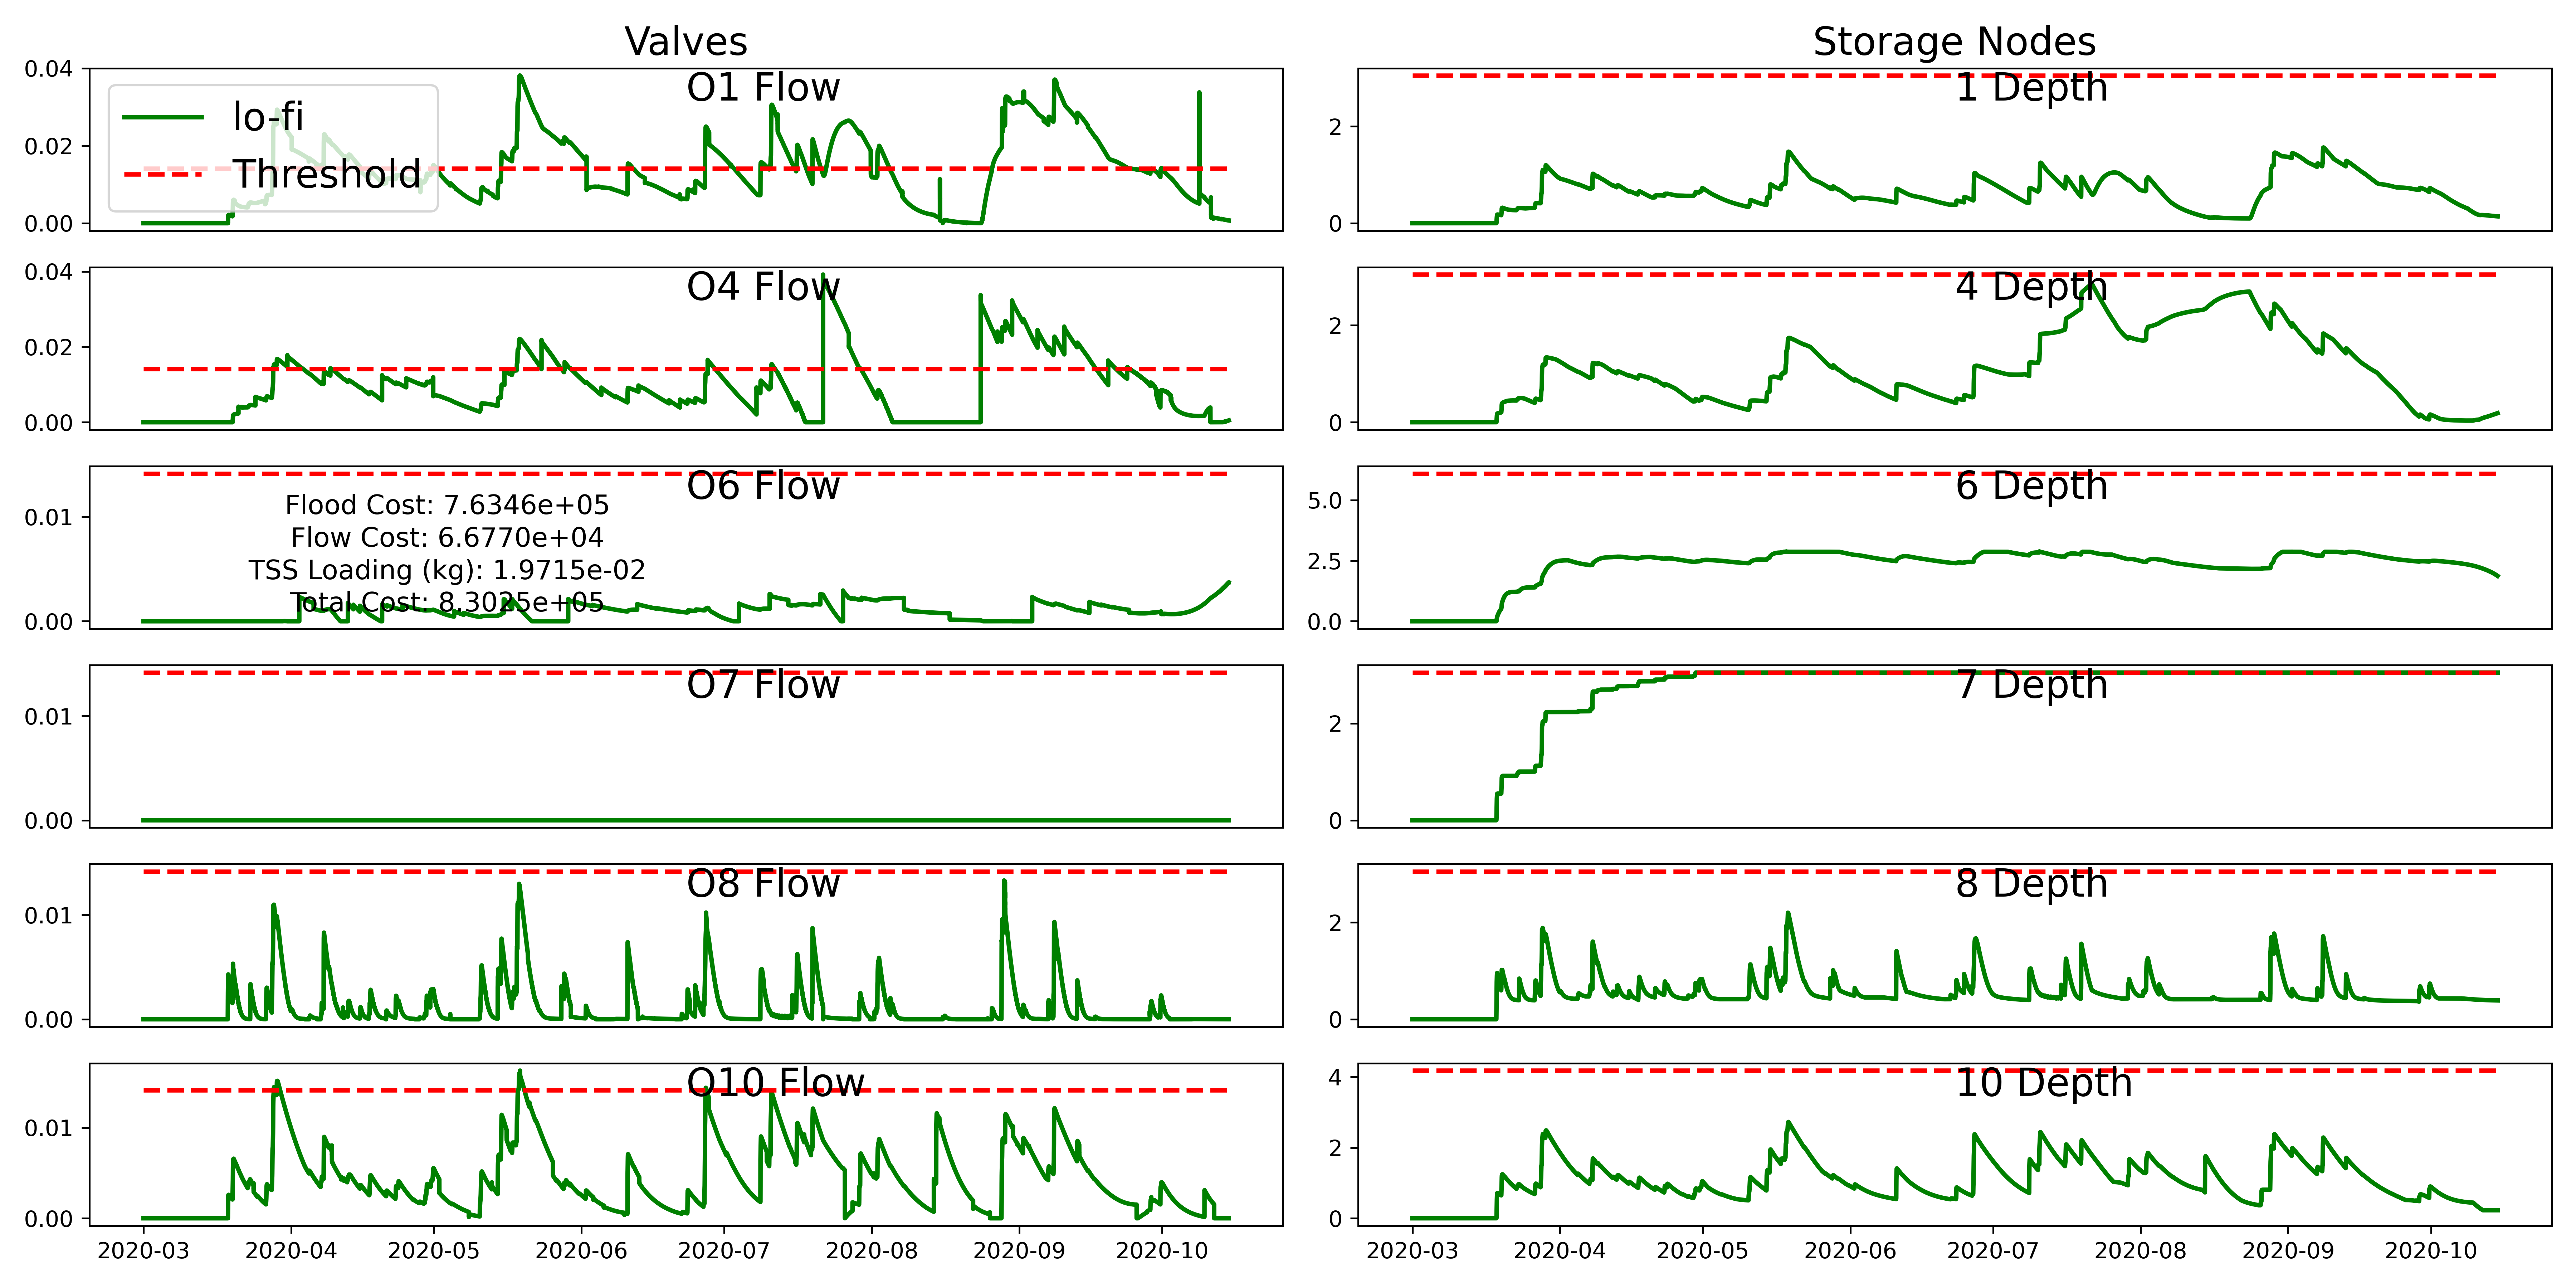 Valves
Storage Nodes
O1 Flow
0.04
0.02
0.00
lo-fi
Threshold
1 Depth
2
0
O4 Flow
0.04
0.02
0.00
4 Depth
2
0
O6 Flow
0.01
0.00
Flood Cost: 7.6346e+05
Flow Cost: 6.6770e+04
TSS Loading (kg): 1.9715e-02
Total Cost: 8.3025e+05
6 Depth
5.0
2.5
0.0
O7 Flow
0.01
0.00
7 Depth
2
0
O8 Flow
0.01
0.00
8 Depth
2
0
O10 Flow
0.01
0.00
2020-03 2020-04 2020-05 2020-06 2020-07 2020-08 2020-09 2020-10
10 Depth
4
2
0
2020-03 2020-04 2020-05 2020-06 2020-07 2020-08 2020-09 2020-10